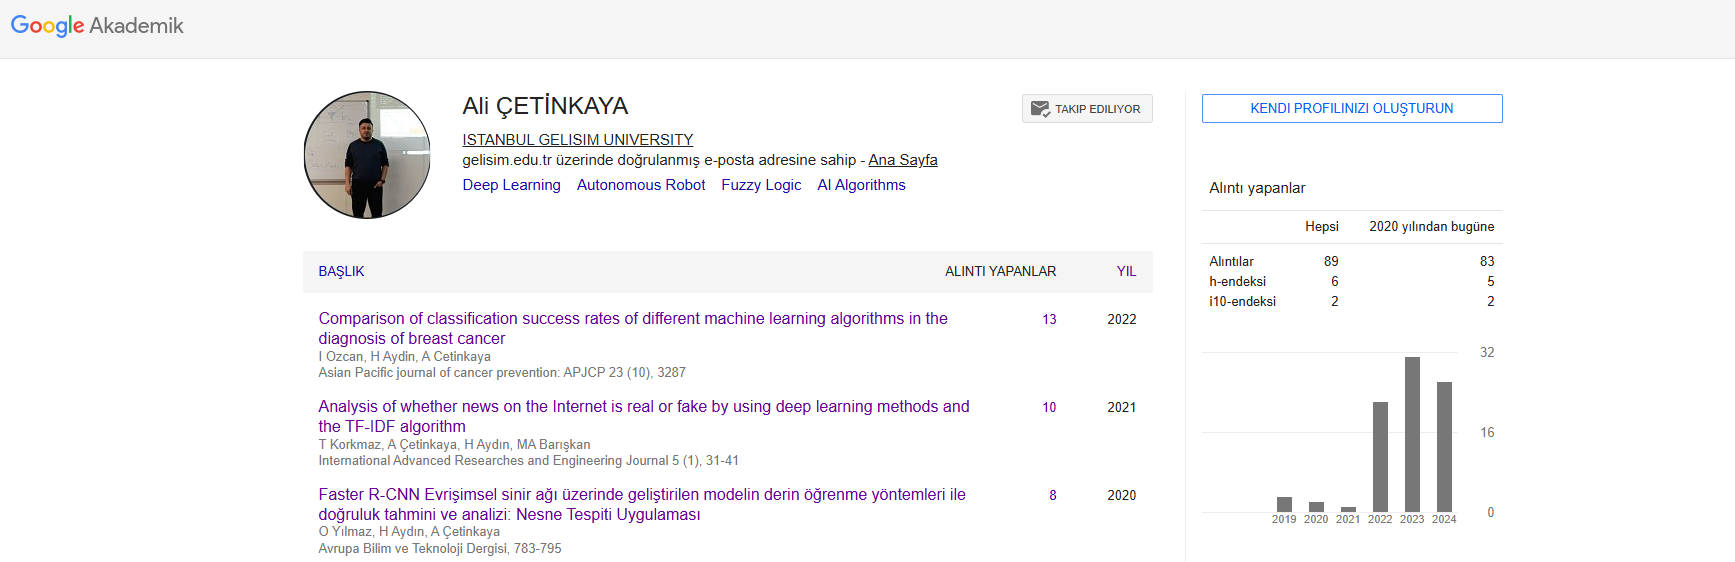 Google Akademik
Ali ÇETİNKAYA
TAKIP EDILIYOR
ISTANBUL GELISIM UNIVERSITY
gelisim.edu.tr üzerinde doğrulanmış e-posta adresine sahip - Ana Sayfa
Deep Learning Autonomous Robot Fuzzy Logic AI Algorithms
BAŞLIK ALINTI YAPANLAR YIL
Comparison of classification success rates of different machine learning algorithms in the 13 2022
diagnosis of breast cancer
I Ozcan, H Aydin, A Cetinkaya
Asian Pacific journal of cancer prevention: APJCP 23 (10), 3287
Analysis of whether news on the Internet is real or fake by using deep learning methods and 10 2021
the TF-IDF algorithm
T Korkmaz, A Çetinkaya, H Aydın, MA Barışkan
International Advanced Researches and Engineering Journal 5 (1), 31-41
Faster R-CNN Evrişimsel sinir ağı üzerinde geliştirilen modelin derin öğrenme yöntemleri ile 8 2020
doğruluk tahmini ve analizi: Nesne Tespiti Uygulaması
O Yılmaz, H Aydın, A Çetinkaya
Avrupa Bilim ve Teknoloji Dergisi, 783-795
KENDI PROFILINIZI OLUŞTURUN
Alıntı yapanlar
Hepsi 2020 yılından bugüne
Alıntılar 89 83
h-endeksi 6 5
i10-endeksi 2 2
32
16
0
2019 2020 2021 2022 2023 2024